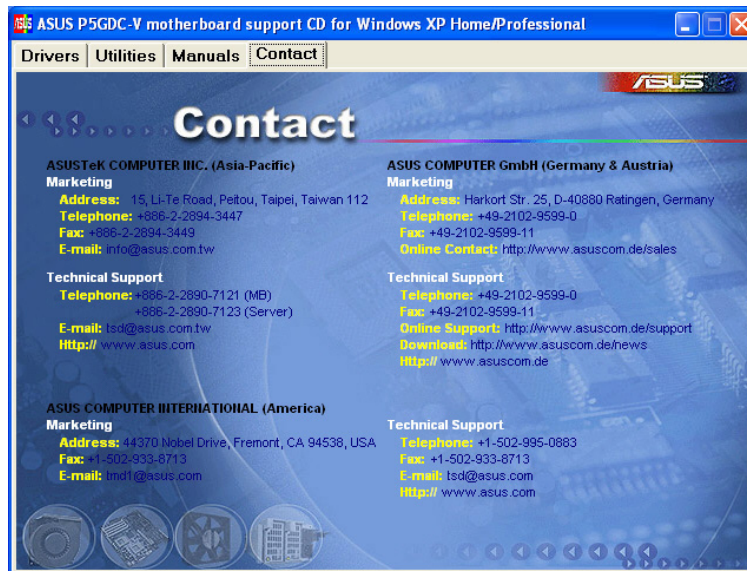 ASUS P5GDC-V motherboard support CD for Windows XP Home/Professional
Drivers Utilities Manuals Contact
ASUS
Contact
ASUSTeK COMPUTER INC. (Asia-Pacific)
Marketing
Address: 15, Li-Te Road, Peitou, Taipei, Taiwan 112
Telephone: +886-2-2894-3447
Fax: +886-2-2894-3449
E-mail: info@asus.com.tw
Technical Support
Telephone: +886-2-2890-7121 (MB)
+886-2-2890-7123 (Server)
E-mail: tsd@asus.com.tw
Http:// www.asus.com
ASUS COMPUTER GmbH (Germany & Austria)
Marketing
Address: Harkort Str. 25, D-40880 Ratingen, Germany
Telephone: +49-2102-9599-0
Fax: +49-2102-9599-11
Online Contact: http://www.asuscom.de/sales
Technical Support
Telephone: +49-2102-9599-0
Fax: +49-2102-9599-11
Online Support: http://www.asuscom.de/support
Download: http://www.asuscom.de/news
Http:// www.asuscom.de
ASUS COMPUTER INTERNATIONAL (America)
Marketing
Address: 44370 Nobel Drive, Fremont, CA 94538, USA
Fax: +1-502-933-8713
E-mail: tmd1@asus.com
Technical Support
Telephone: +1-502-995-0883
Fax: +1-502-933-8713
E-mail: tsd@asus.com
Http:// www.asus.com